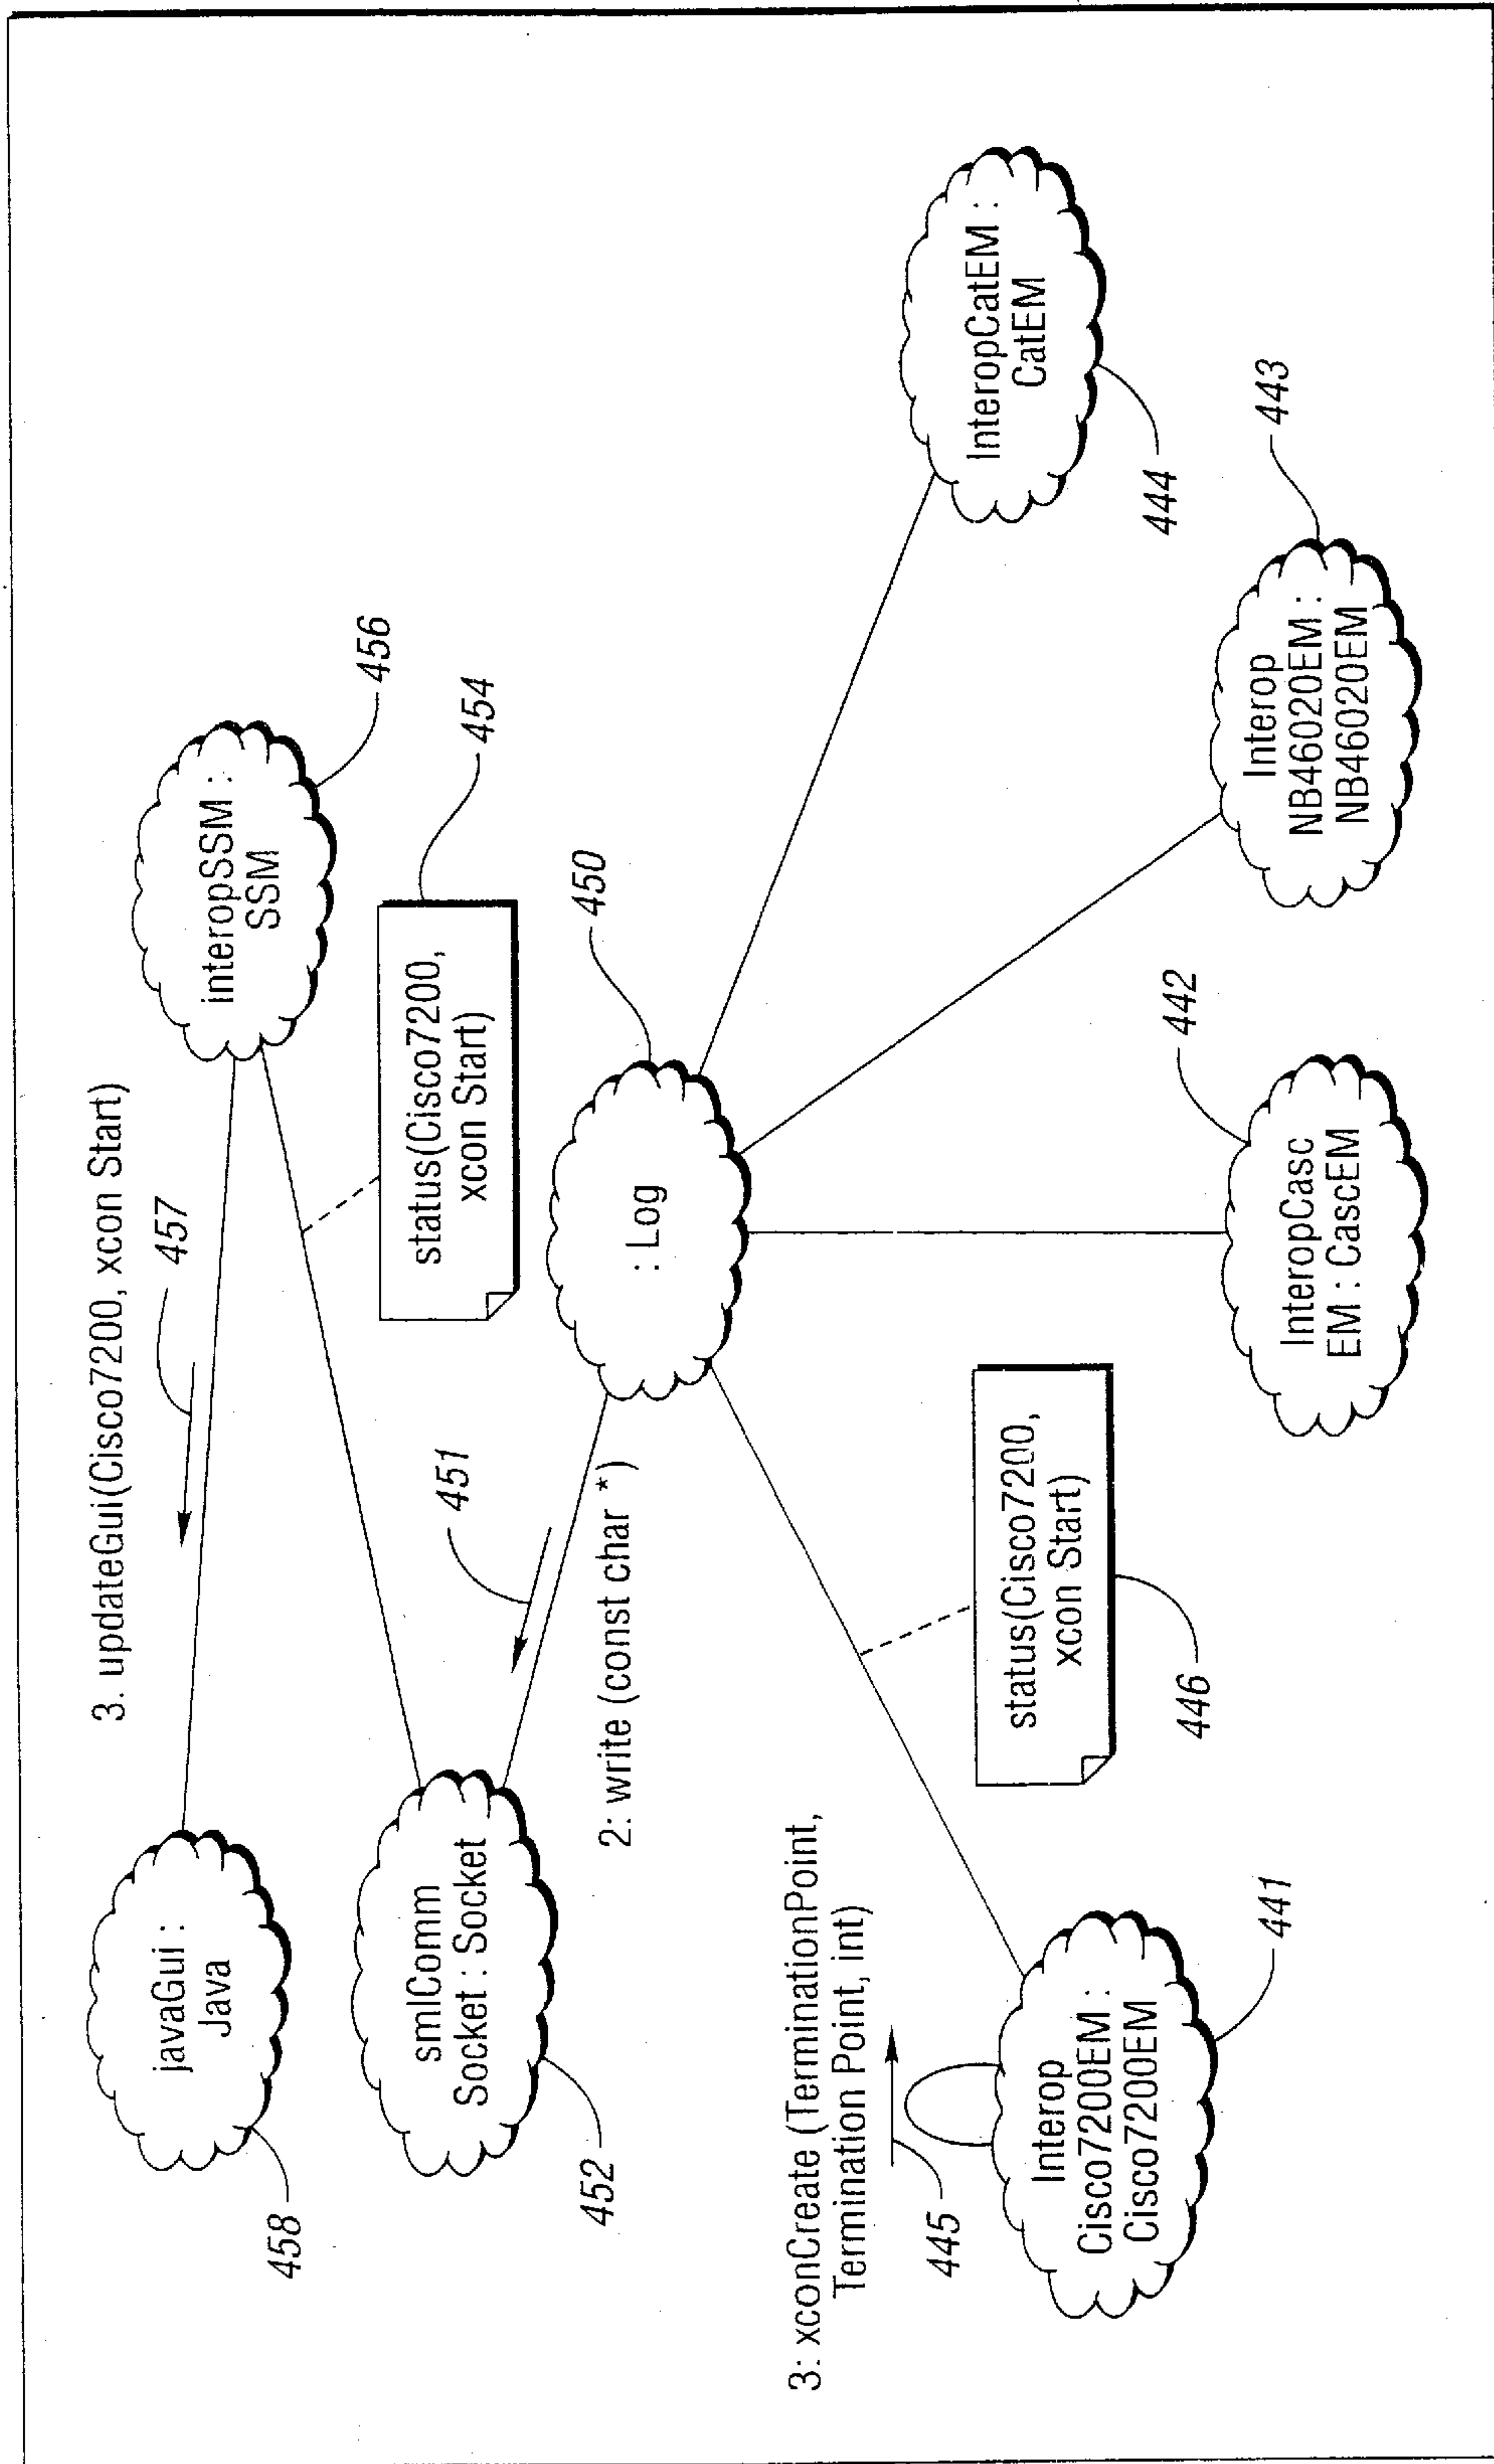 3. updateGui(Cisco7200, xcon Start)
457
javaGui :
Java
458
interopSSM :
SSM
456
smlComm
Socket : Socket
452
status(Cisco7200,
xcon Start)
454
451
2: write (const char *)
: Log
450
3: xconCreate (TerminationPoint,
Termination Point, int)
445
Interop
Cisco7200EM :
Cisco7200EM
441
status(Cisco7200,
xcon Start)
446
InteropCasc
EM : CascEM
442
Interop
NB46020EM :
NB46020EM
443
InteropCatEM :
CatEM
444